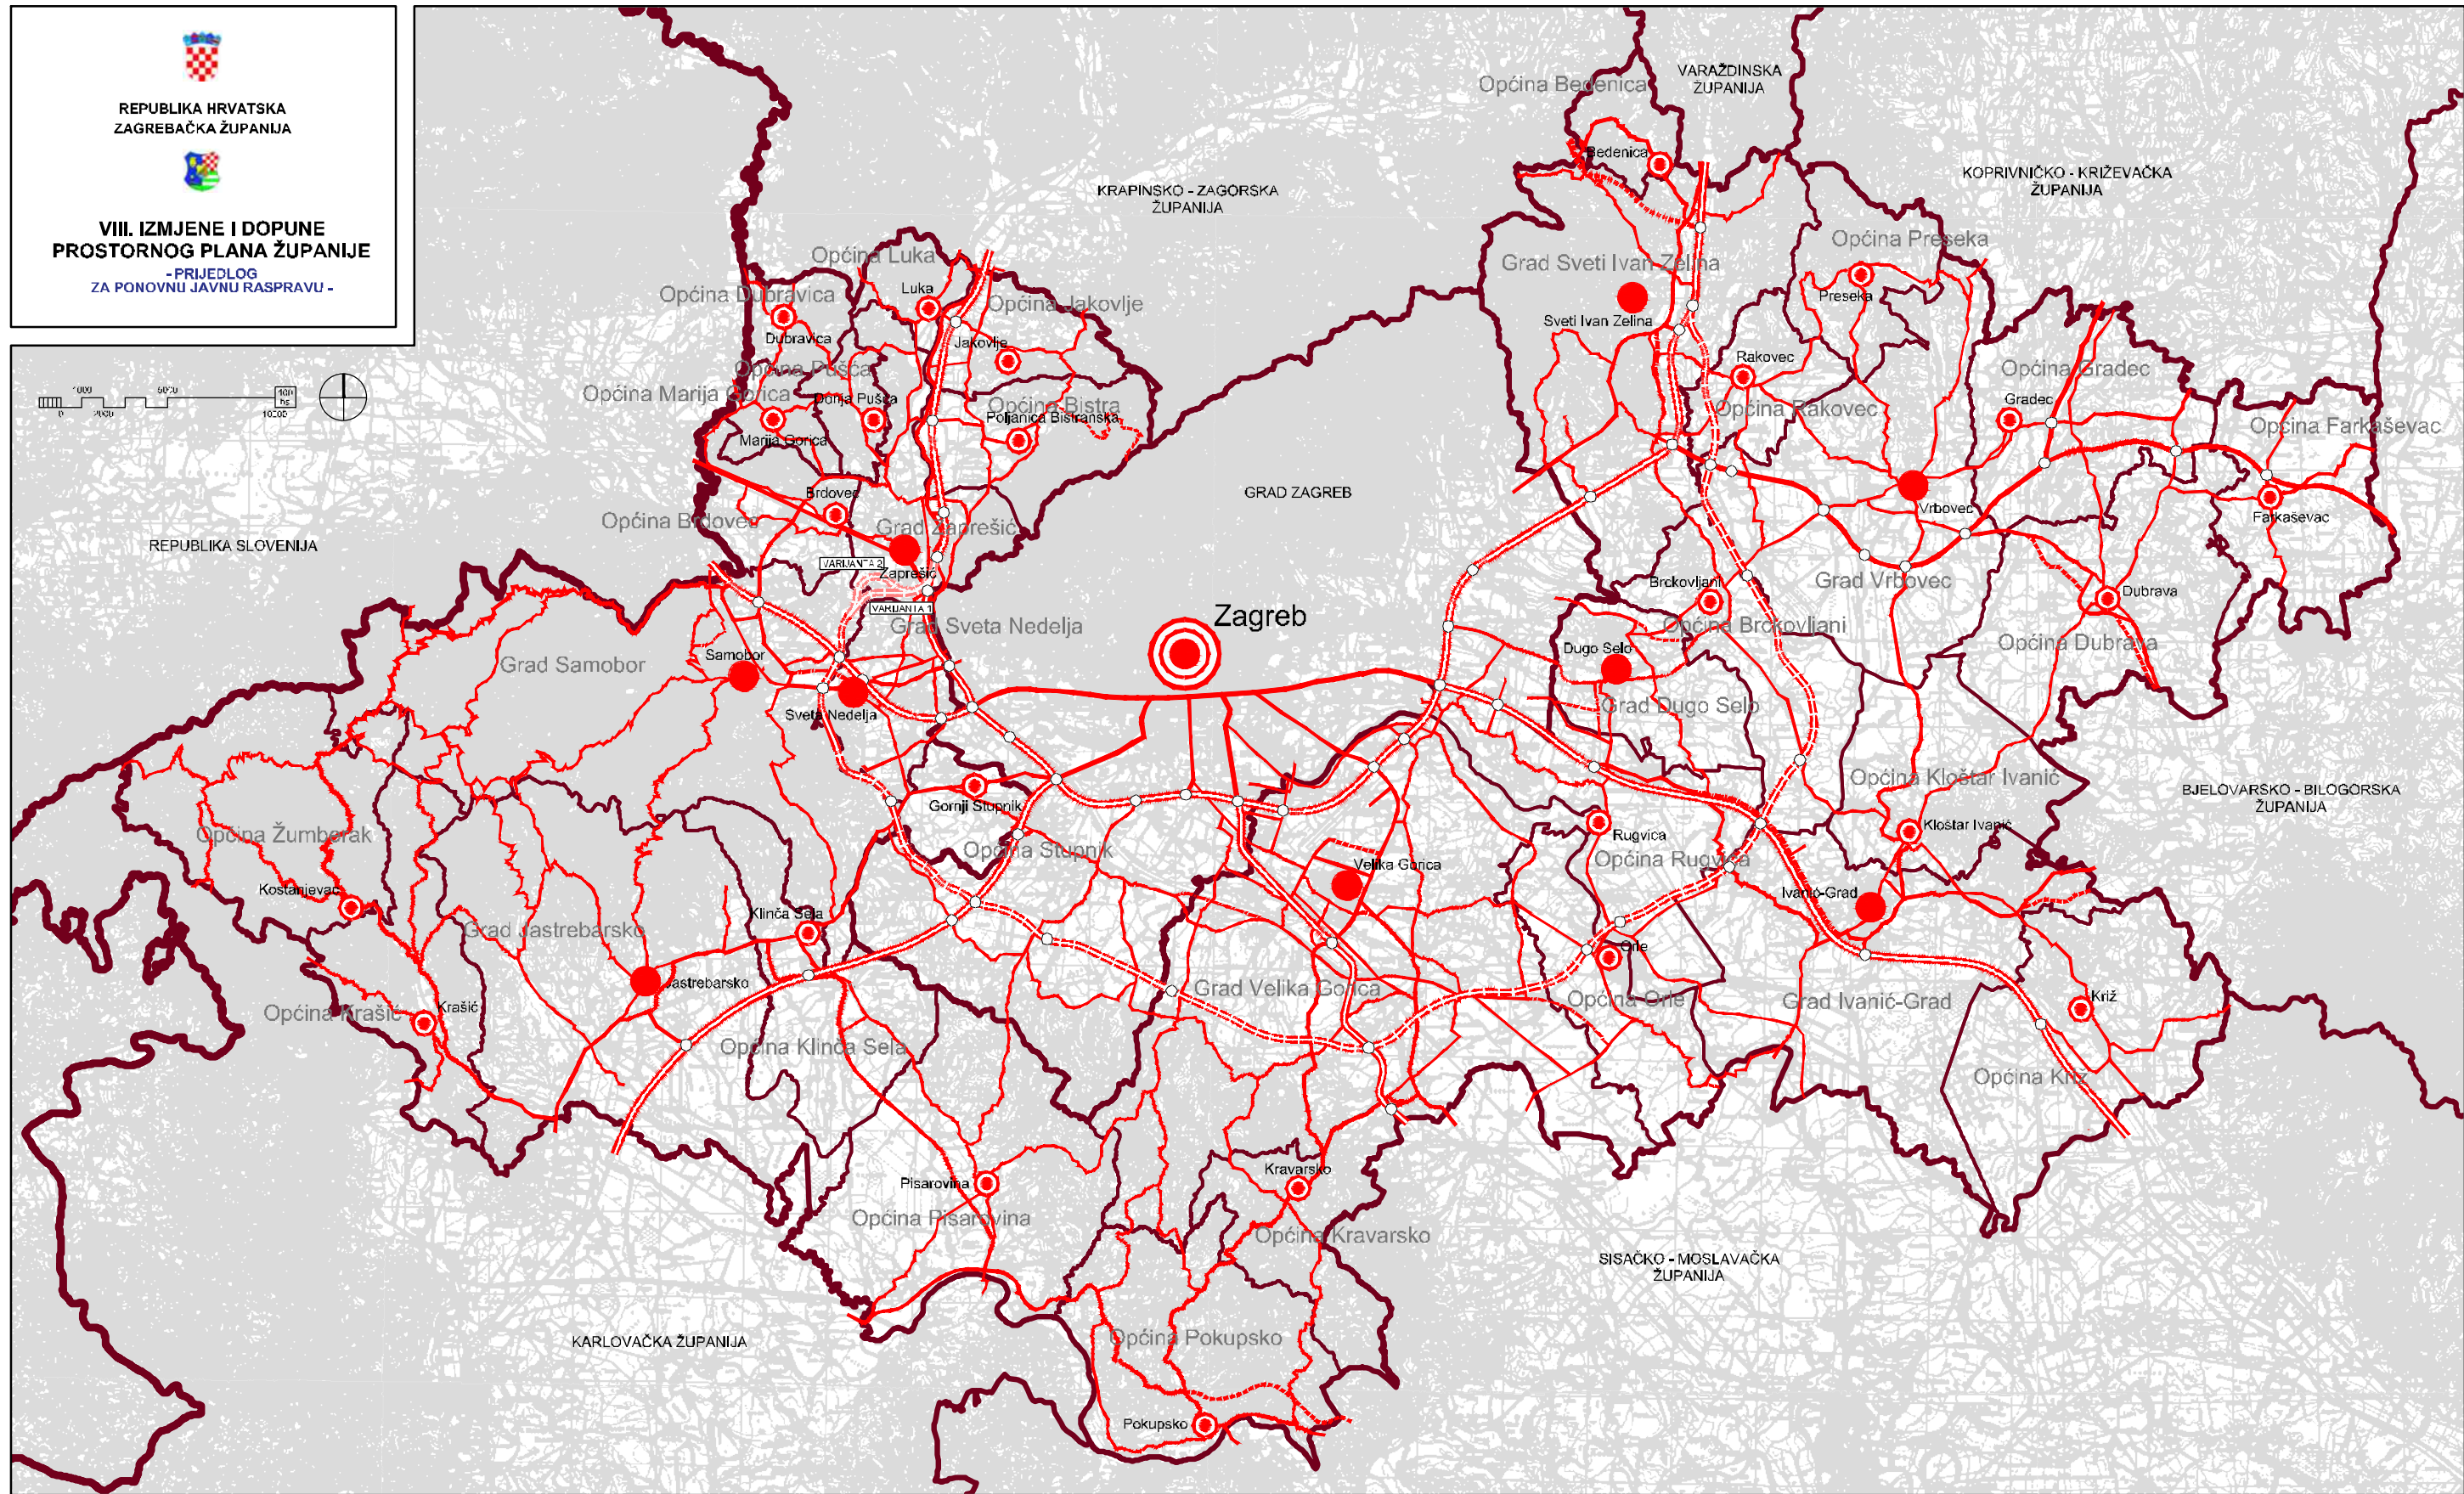 REPUBLIKA HRVATSKA
ZAGREBAČKA ŽUPANIJA
VIII. IZMJENE I DOPUNE
PROSTORNOG PLANA ŽUPANIJE
- PRIJEDLOG
ZA PONOVNU JAVNU RASPRAVU -
0
2000
10000
VARAŽDINSKA
ŽUPANIJA
Općina Bedenica
Bedenica
KOPRIVNIČKO - KRIŽEVAČKA
ŽUPANIJA
KRAPINSKO - ZAGORSKA
ŽUPANIJA
Općina Preseka
Preseka
Grad Sveti Ivan Zelina
Sveti Ivan Zelina
Općina Luka
Luka
Općina Dubravica
Dubravica
Općina Jakovlje
Jakovlje
Općina Pušća
Donja Pušća
Općina Marija Gorica
Marija Gorica
Općina Bistra
Poljanica Bistranska
Rakovec
Općina Rakovec
Općina Gradec
Gradec
Općina Farkaševac
Farkaševac
Brdovec
Općina Brdovec
Grad Zaprešić
Zaprešić
VARIJANTA 2
VARIJANTA 1
GRAD ZAGREB
REPUBLIKA SLOVENIJA
Vrbovec
Grad Vrbovec
Brckovljani
Općina Brckovljani
Dubrava
Općina Dubrava
Zagreb
Grad Sveta Nedelja
Sveta Nedelja
Grad Samobor
Samobor
Dugo Selo
Grad Dugo Selo
Općina Kloštar Ivanić
Kloštar Ivanić
BJELOVARSKO - BILOGORSKA
ŽUPANIJA
Gornji Stupnik
Općina Stupnik
Općina Žumberak
Kostanjevac
Rugvica
Općina Rugvica
Velika Gorica
Grad Velika Gorica
Ivanić-Grad
Grad Ivanić-Grad
Klinča Sela
Općina Klinča Sela
Grad Jastrebarsko
Jastrebarsko
Orle
Općina Orle
Općina Krašić
Krašić
Križ
Općina Križ
Pisarovina
Općina Pisarovina
Kravarsko
Općina Kravarsko
SISAČKO - MOSLAVAČKA
ŽUPANIJA
KARLOVAČKA ŽUPANIJA
Općina Pokupsko
Pokupsko